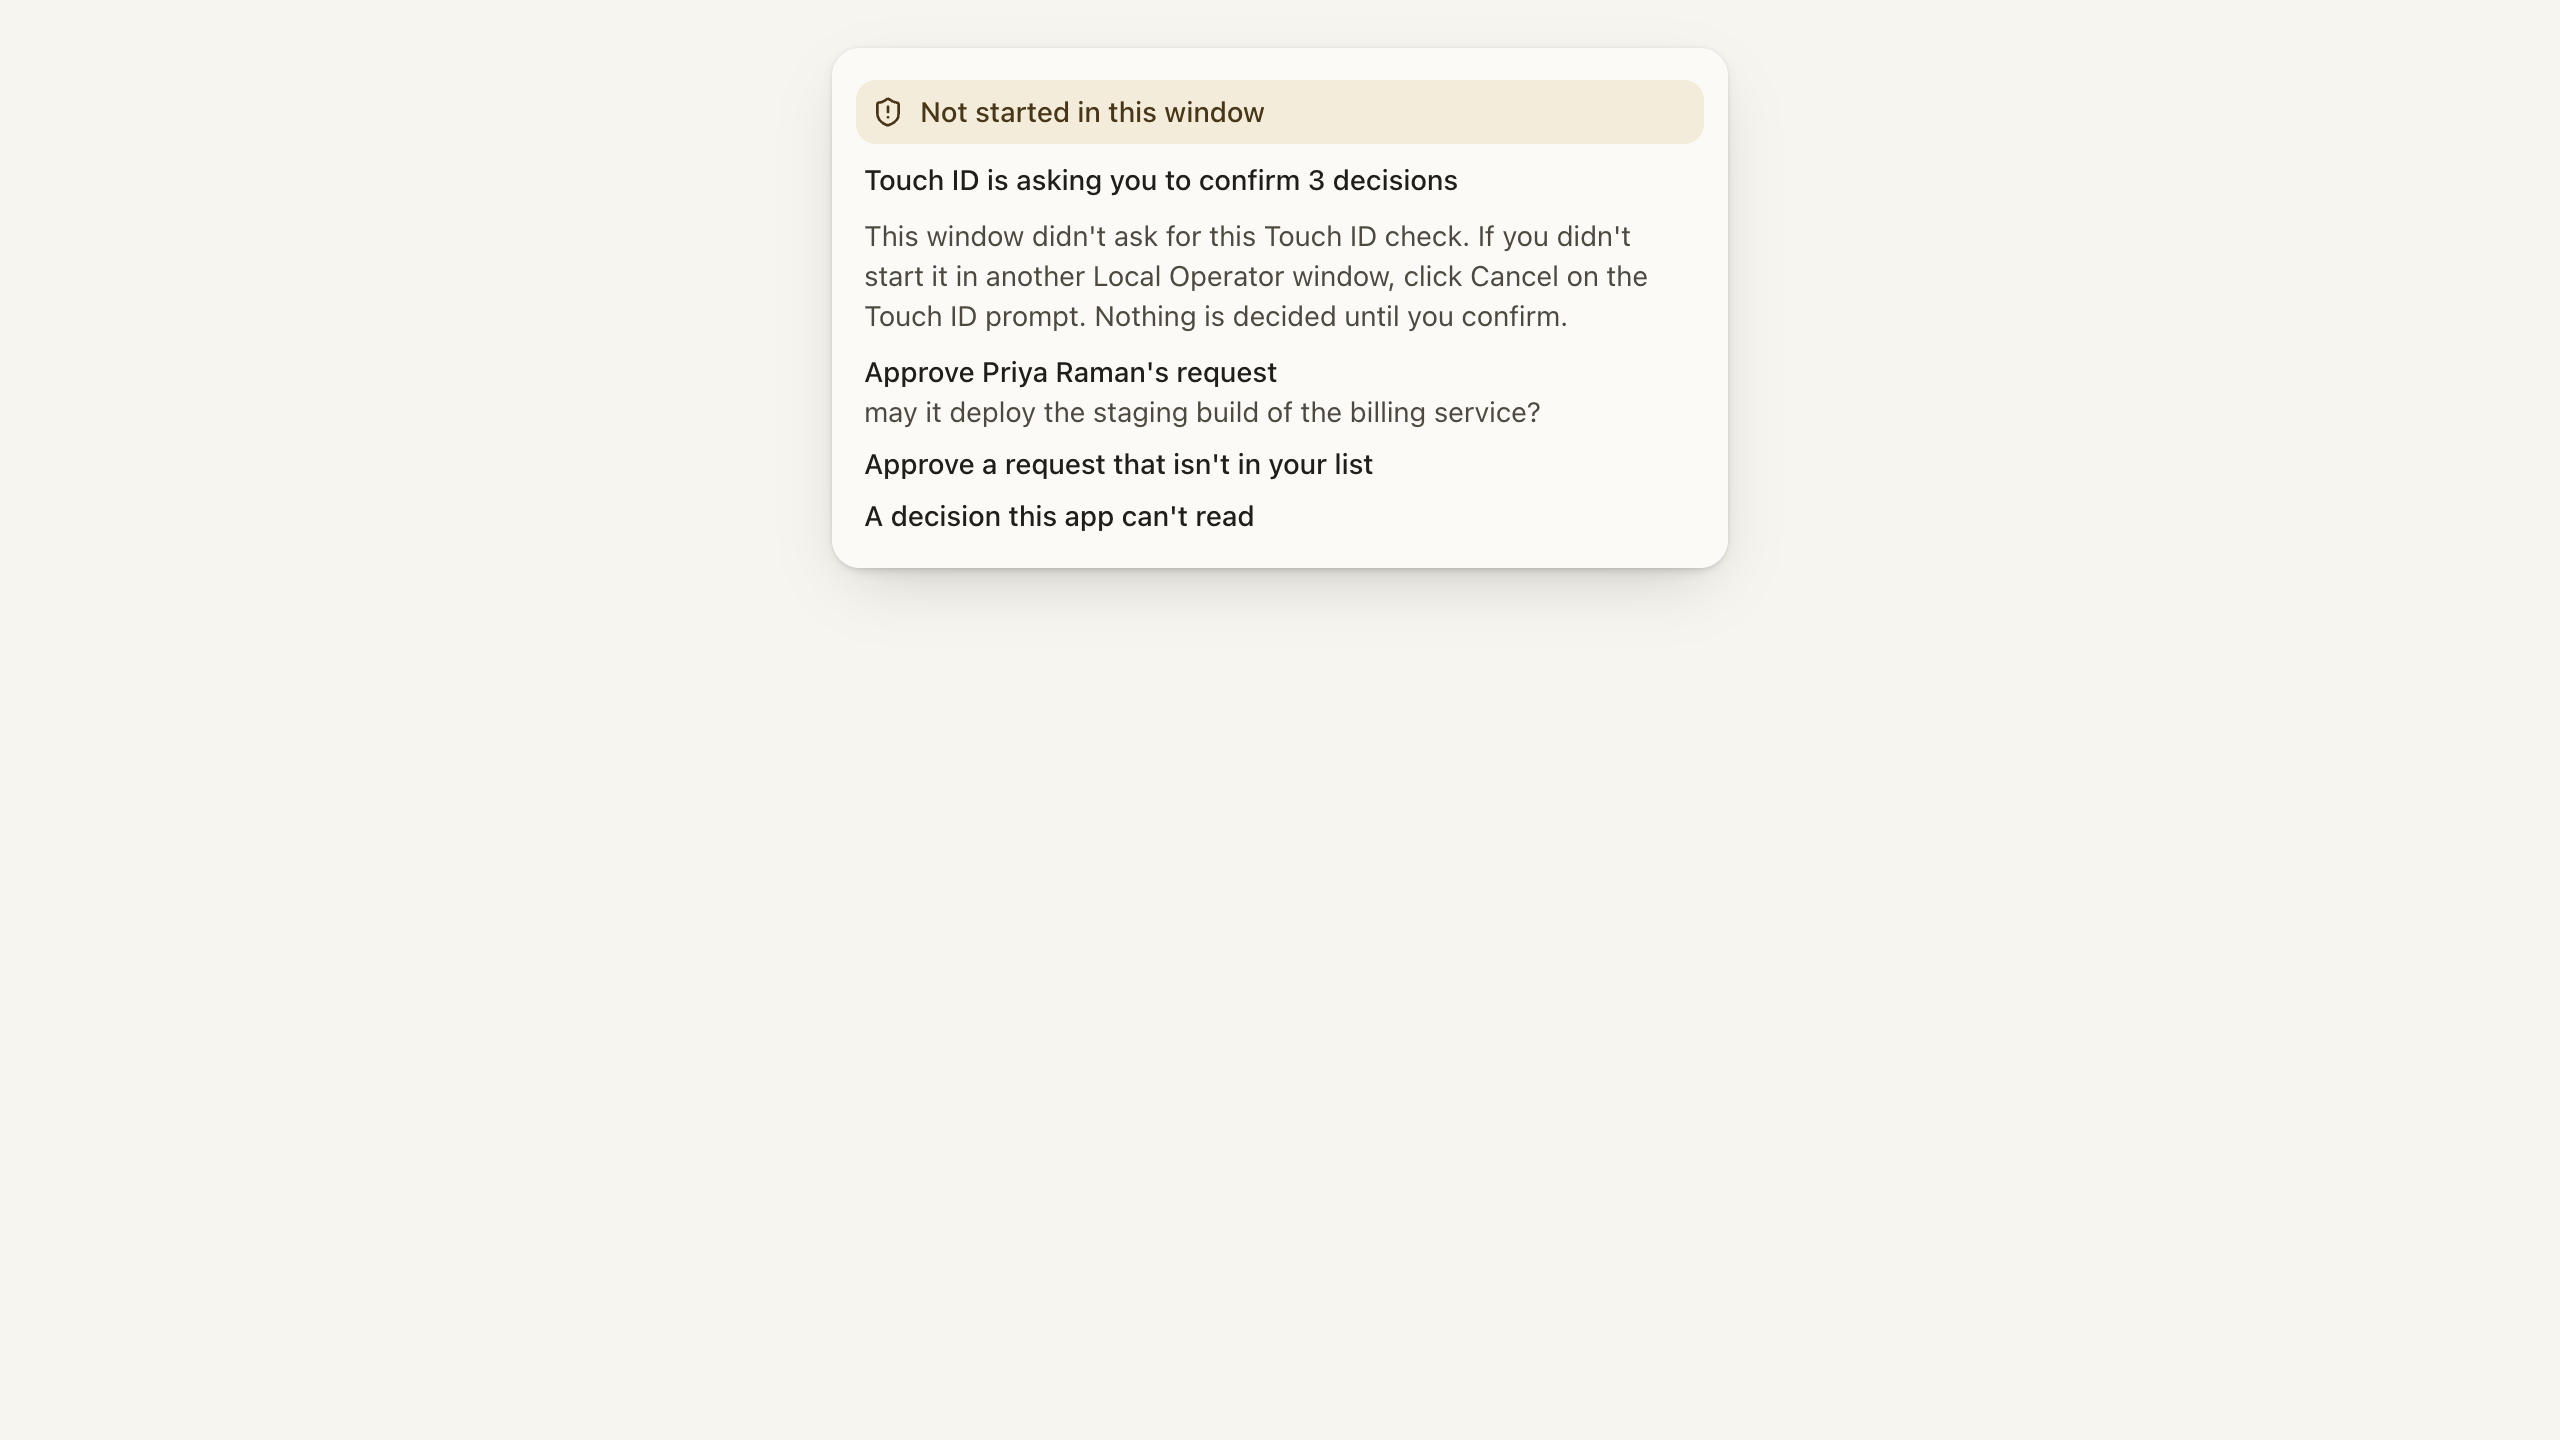 Not started in this window
Touch ID is asking you to confirm 3 decisions
This window didn't ask for this Touch ID check. If you didn't
start it in another Local Operator window, click Cancel on the
Touch ID prompt. Nothing is decided until you confirm.
Approve Priya Raman's request
may it deploy the staging build of the billing service?
Approve a request that isn't in your list
A decision this app can't read